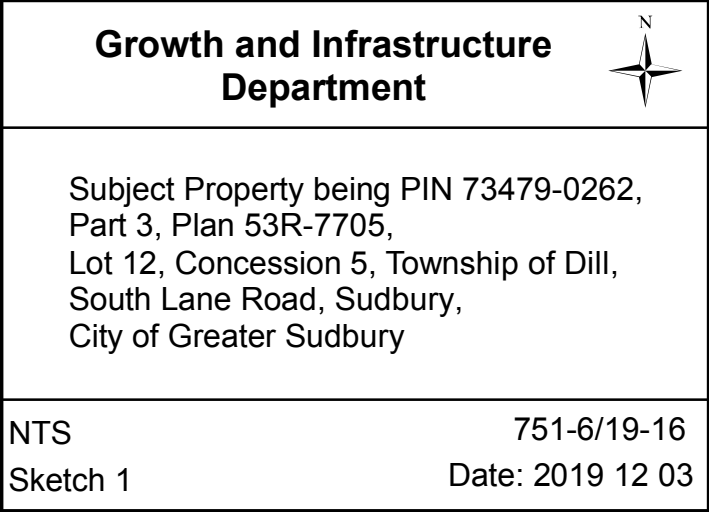 Growth and Infrastructure
Department
N
Subject Property being PIN 73479-0262,
Part 3, Plan 53R-7705,
Lot 12, Concession 5, Township of Dill,
South Lane Road, Sudbury,
City of Greater Sudbury
NTS
751-6/19-16
Sketch 1
Date: 2019 12 03